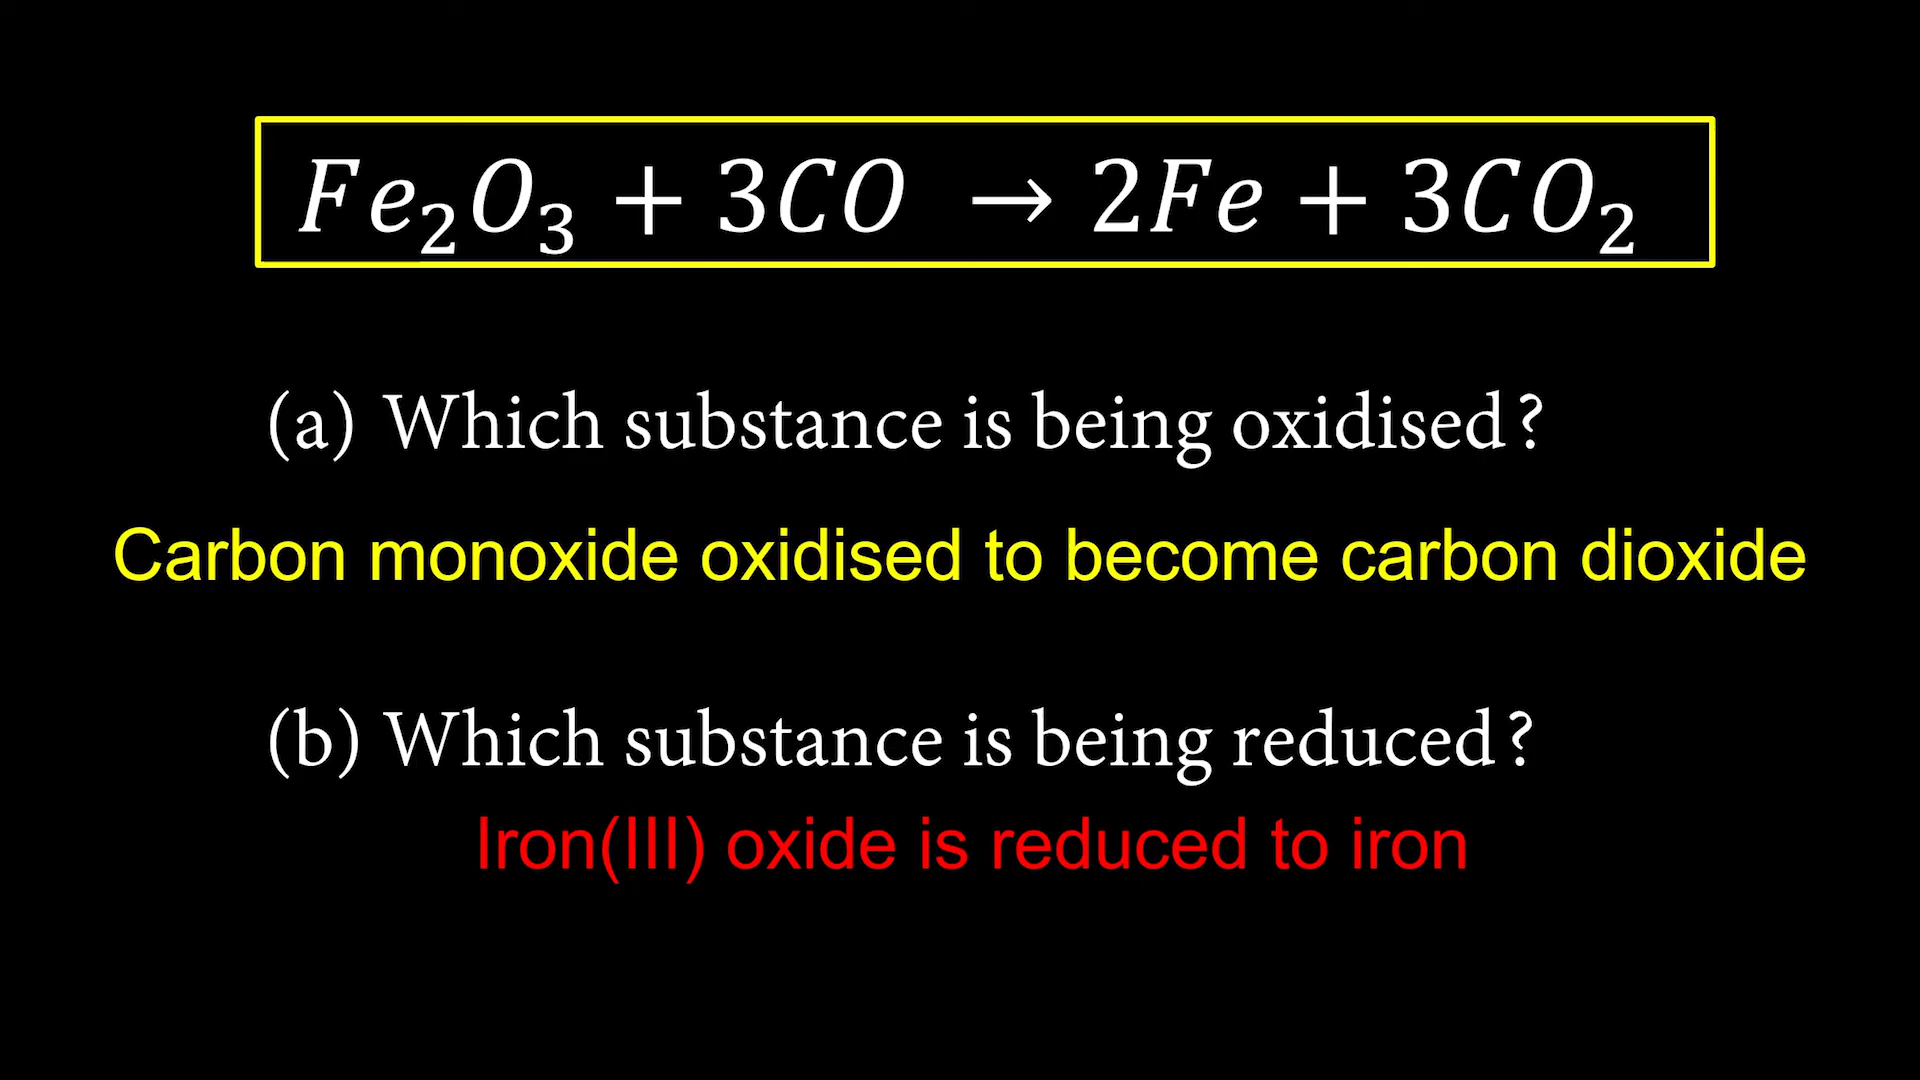 Fe₂O₃ + 3CO → 2Fe + 3CO₂
(a) Which substance is being oxidised?
Carbon monoxide oxidised to become carbon dioxide
(b) Which substance is being reduced?
Iron(III) oxide is reduced to iron